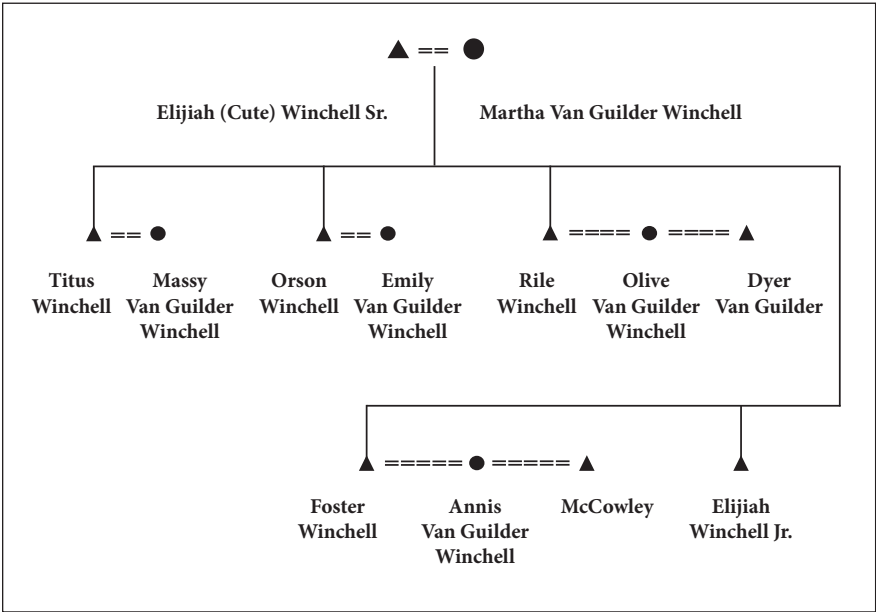 Elijiah (Cute) Winchell Sr.
Martha Van Guilder Winchell
Titus
Winchell
Massy
Van Guilder
Winchell
Orson
Winchell
Emily
Van Guilder
Winchell
Rile
Winchell
Olive
Van Guilder
Winchell
Dyer
Van Guilder
Foster
Winchell
Annis
Van Guilder
Winchell
McCowley
Elijiah
Winchell Jr.